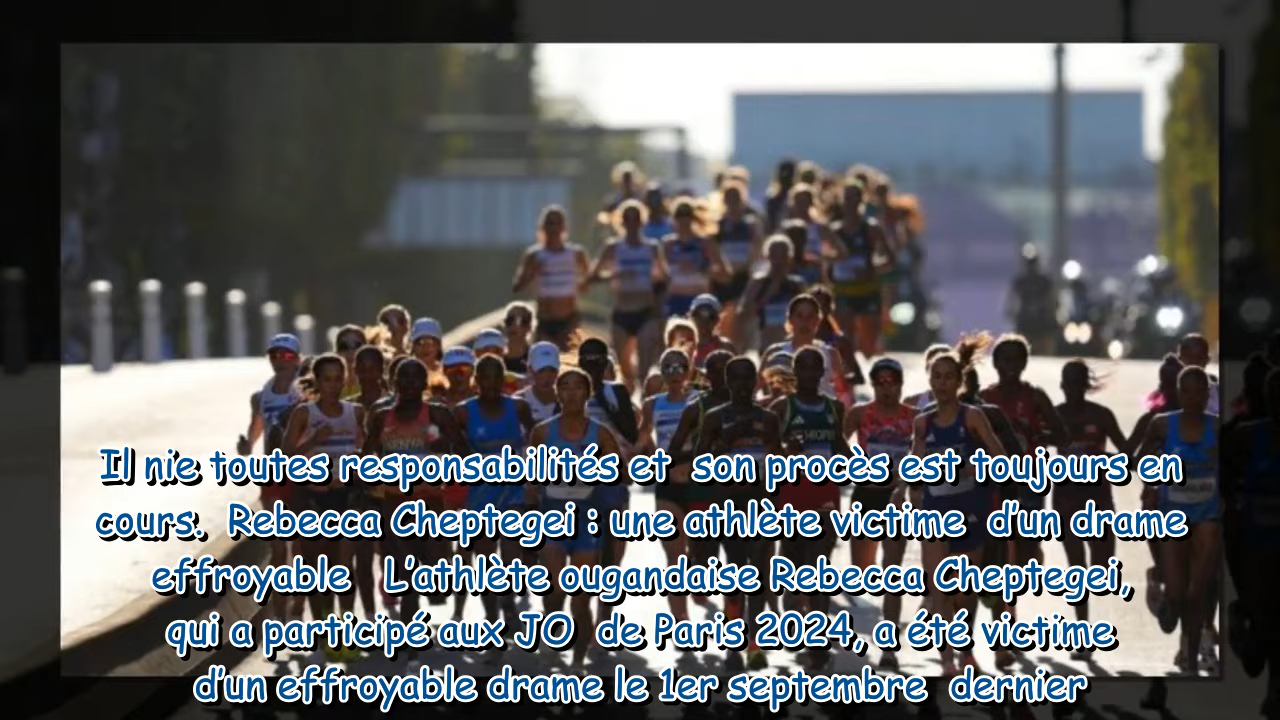 Il nie toutes responsabilités et son procès est toujours en
cours. Rebecca Cheptegei : une athlète victime d'un drame
effroyable L'athlète ougandaise Rebecca Cheptegei,
qui a participé aux JO de Paris 2024, a été victime
d'un effroyable drame le 1er septembre dernier